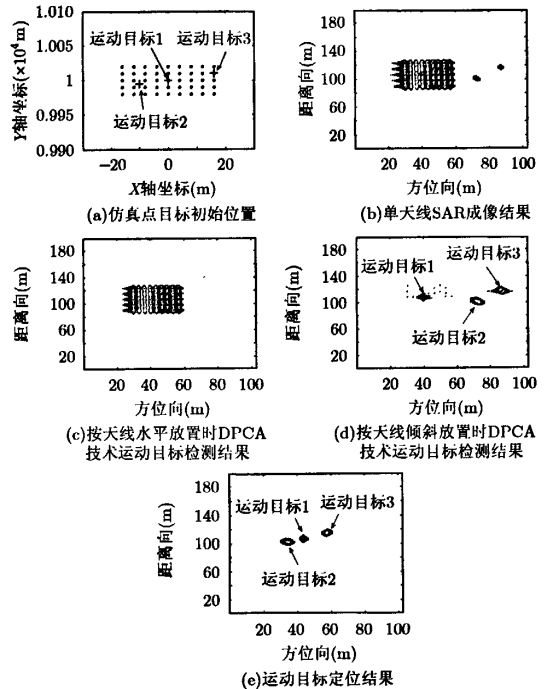 1.010
1.005
1
0.995
0.990
Y轴坐标(×10⁴m)
运动目标1
运动目标3
运动目标2
-20
0
20
X轴坐标(m)
(a)仿真点目标初始位置
180
140
100
60
20
距离向(m)
20
40
60
80
100
方位向(m)
(b)单天线SAR成像结果
180
140
100
60
20
距离向(m)
20
40
60
80
100
方位向(m)
(c)按天线水平放置时DPCA
技术运动目标检测结果
180
140
100
60
20
距离向(m)
运动目标1
运动目标3
运动目标2
20
40
60
80
100
方位向(m)
(d)按天线倾斜放置时DPCA
技术运动目标检测结果
180
140
100
60
20
距离向(m)
运动目标1
运动目标3
运动目标2
20
40
60
80
100
方位向(m)
(e)运动目标定位结果